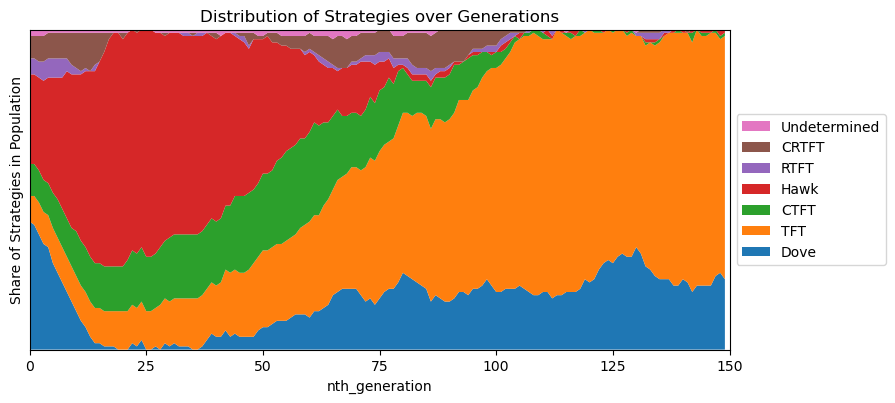 Distribution of Strategies over Generations
Share of Strategies in Population
0 25 50 75 100 125 150
nth_generation
Undetermined
CRTFT
RTFT
Hawk
CTFT
TFT
Dove